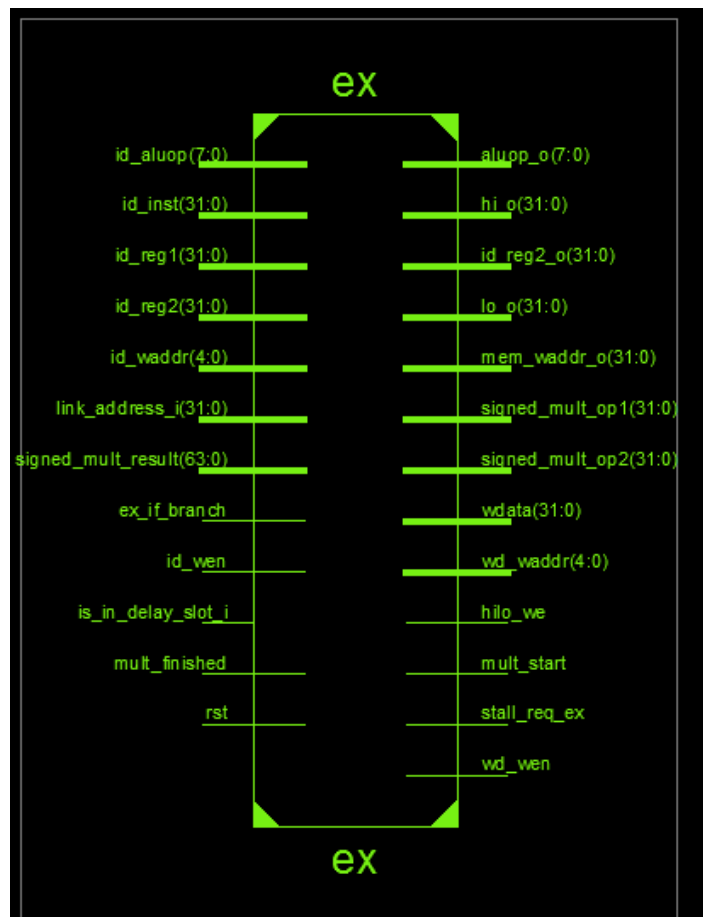 ex
id_aluop(7:0) aluop_o(7:0)
id_inst(31:0) hi_o(31:0)
id_reg1(31:0) id_reg2_o(31:0)
id_reg2(31:0) lo_o(31:0)
id_waddr(4:0) mem_waddr_o(31:0)
link_address_i(31:0) signed_mult_op1(31:0)
signed_mult_result(63:0) signed_mult_op2(31:0)
ex_if_branch wdata(31:0)
id_wen wd_waddr(4:0)
is_in_delay_slot_i hilo_we
mult_finished mult_start
rst stall_req_ex
wd_wen
ex